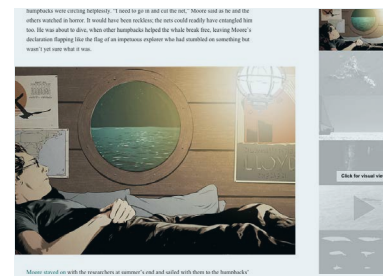 humpbacks were circling helplessly. "I need to go in and cut the net," Moore said as he and the
others watched in horror. It would have been reckless; the nets could readily have entangled him
too. He was about to dive, when other humpbacks helped the whale break free, leaving Moore's
declaration flapping like the flag of an impetuous explorer who had stumbled on something but
wasn't yet sure what it was.
Click for visual vie
Moore stayed on with the researchers at summer's end and sailed with them to the humpbacks'